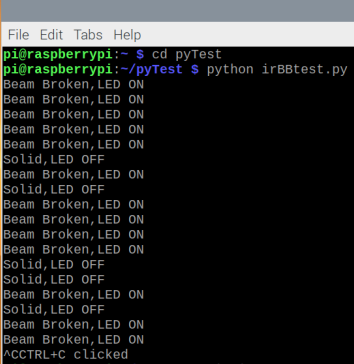 File Edit Tabs Help
pi@raspberrypi:~ $ cd pyTest
pi@raspberrypi:~/pyTest $ python irBBtest.py
Beam Broken,LED ON
Beam Broken,LED ON
Beam Broken,LED ON
Beam Broken,LED ON
Beam Broken,LED ON
Solid,LED OFF
Beam Broken,LED ON
Solid,LED OFF
Beam Broken,LED ON
Beam Broken,LED ON
Beam Broken,LED ON
Beam Broken,LED ON
Solid,LED OFF
Solid,LED OFF
Beam Broken,LED ON
Solid,LED OFF
Beam Broken,LED ON
Beam Broken,LED ON
^CCTRL+C clicked